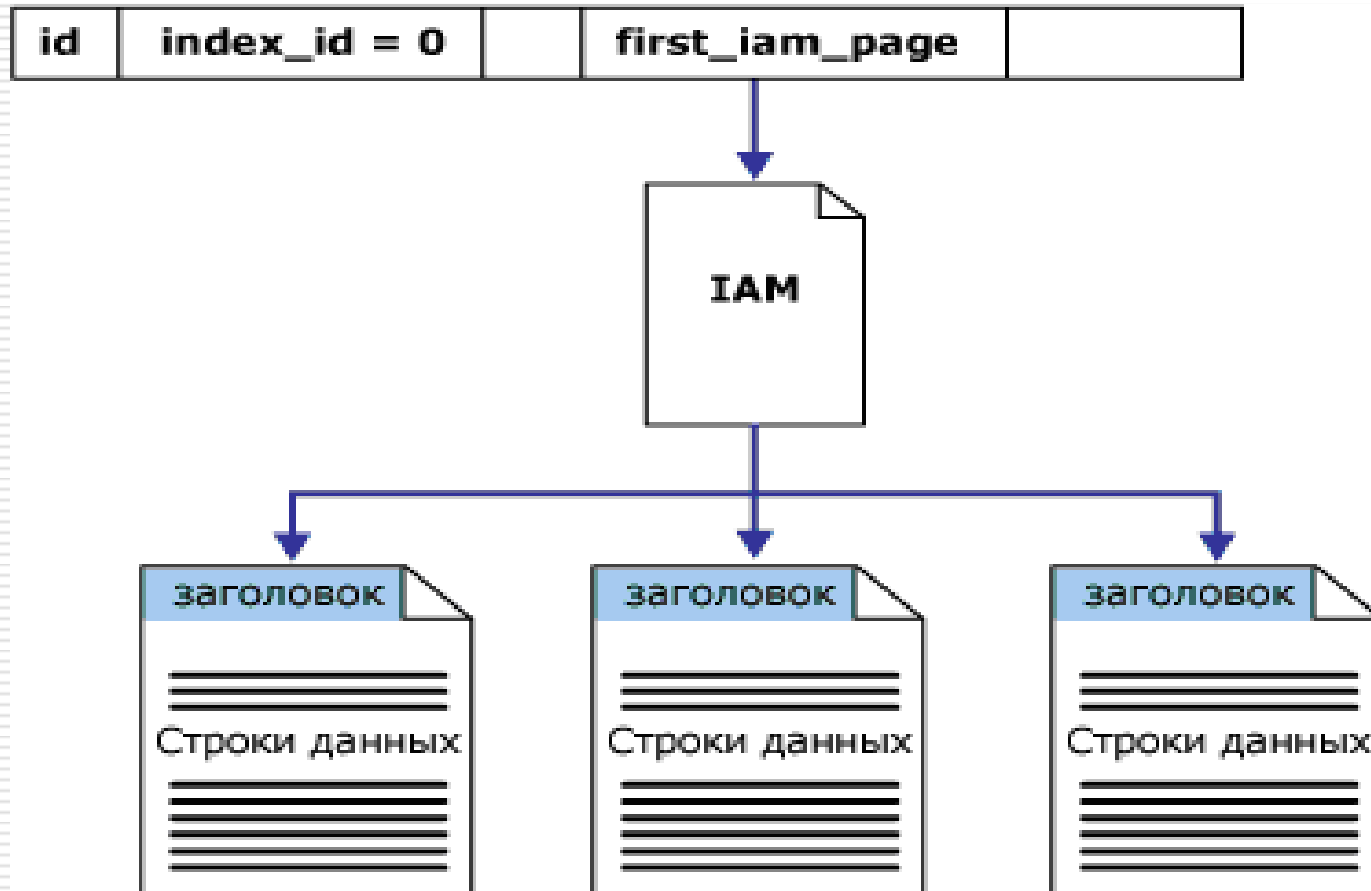 id index_id = 0 first_iam_page
IAM
заголовок заголовок заголовок
Строки данных Строки данных Строки данных